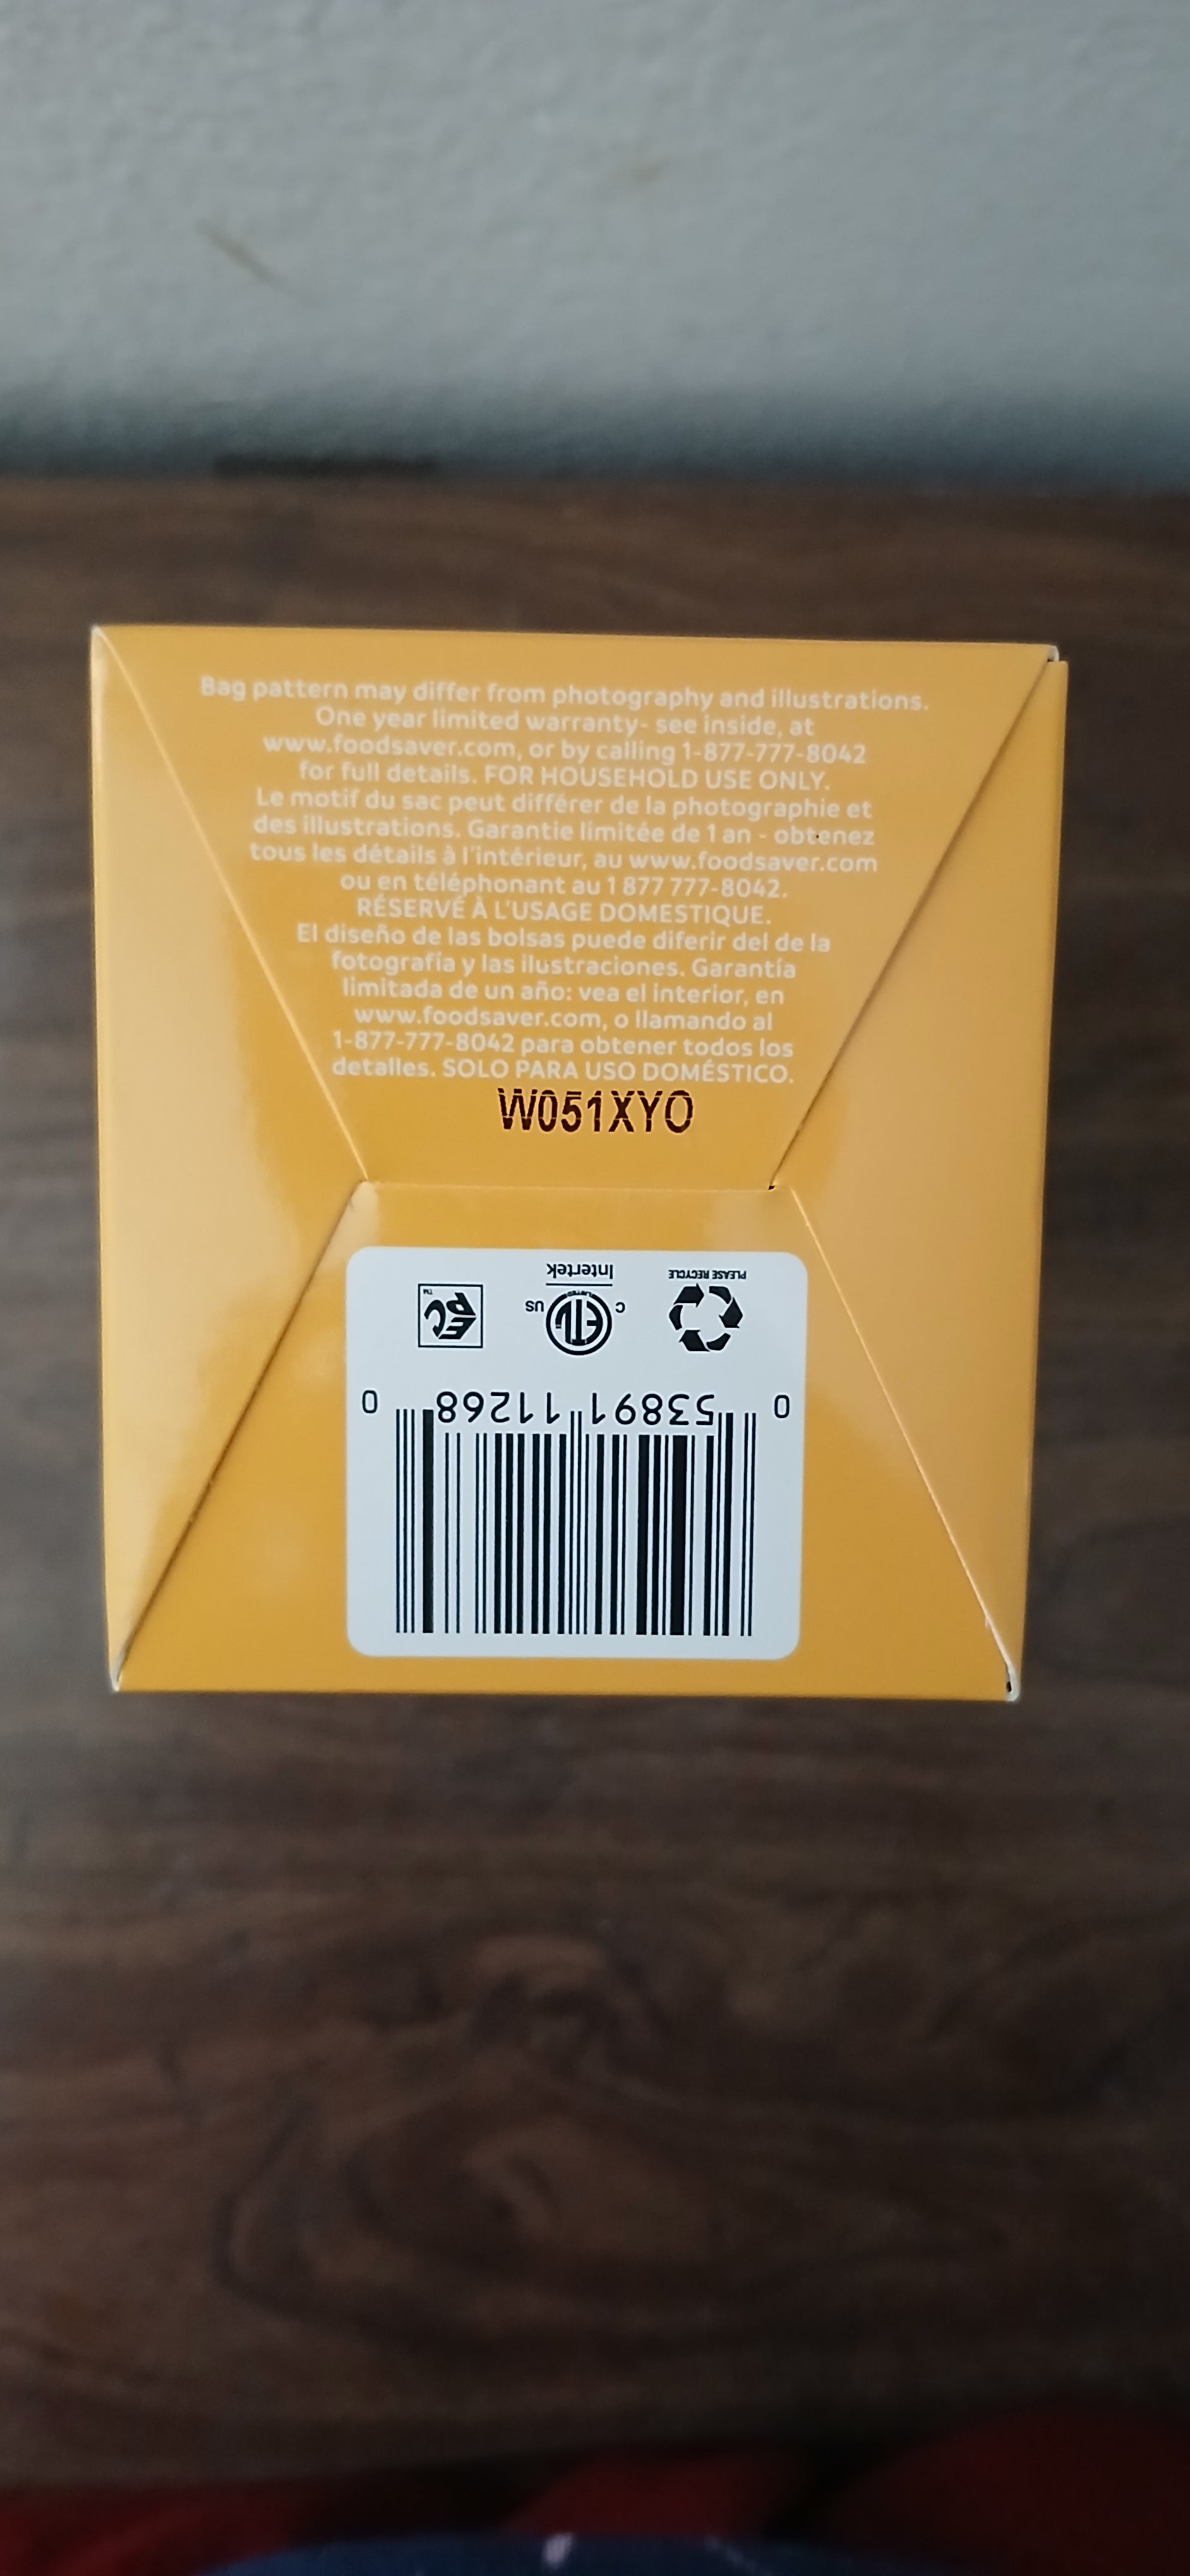 Bag pattern may differ from photography and illustrations.
One year limited warranty- see inside, at
www.foodsaver.com, or by calling 1-877-777-8042
for full details. FOR HOUSEHOLD USE ONLY.
Le motif du sac peut différer de la photographie et
des illustrations. Garantie limitée de 1 an - obtenez
tous les détails à l'intérieur, au www.foodsaver.com
ou en téléphonant au 1 877 777-8042.
RÉSERVÉ À L'USAGE DOMESTIQUE.
El diseño de las bolsas puede diferir del de la
fotografía y las ilustraciones. Garantía
limitada de un año: vea el interior, en
www.foodsaver.com, o llamando al
1-877-777-8042 para obtener todos los
detalles. SOLO PARA USO DOMÉSTICO.
W051XYO
0 53891 11268 0
PLEASE RECYCLE
C ETL US
LISTED
Intertek
EPC TM